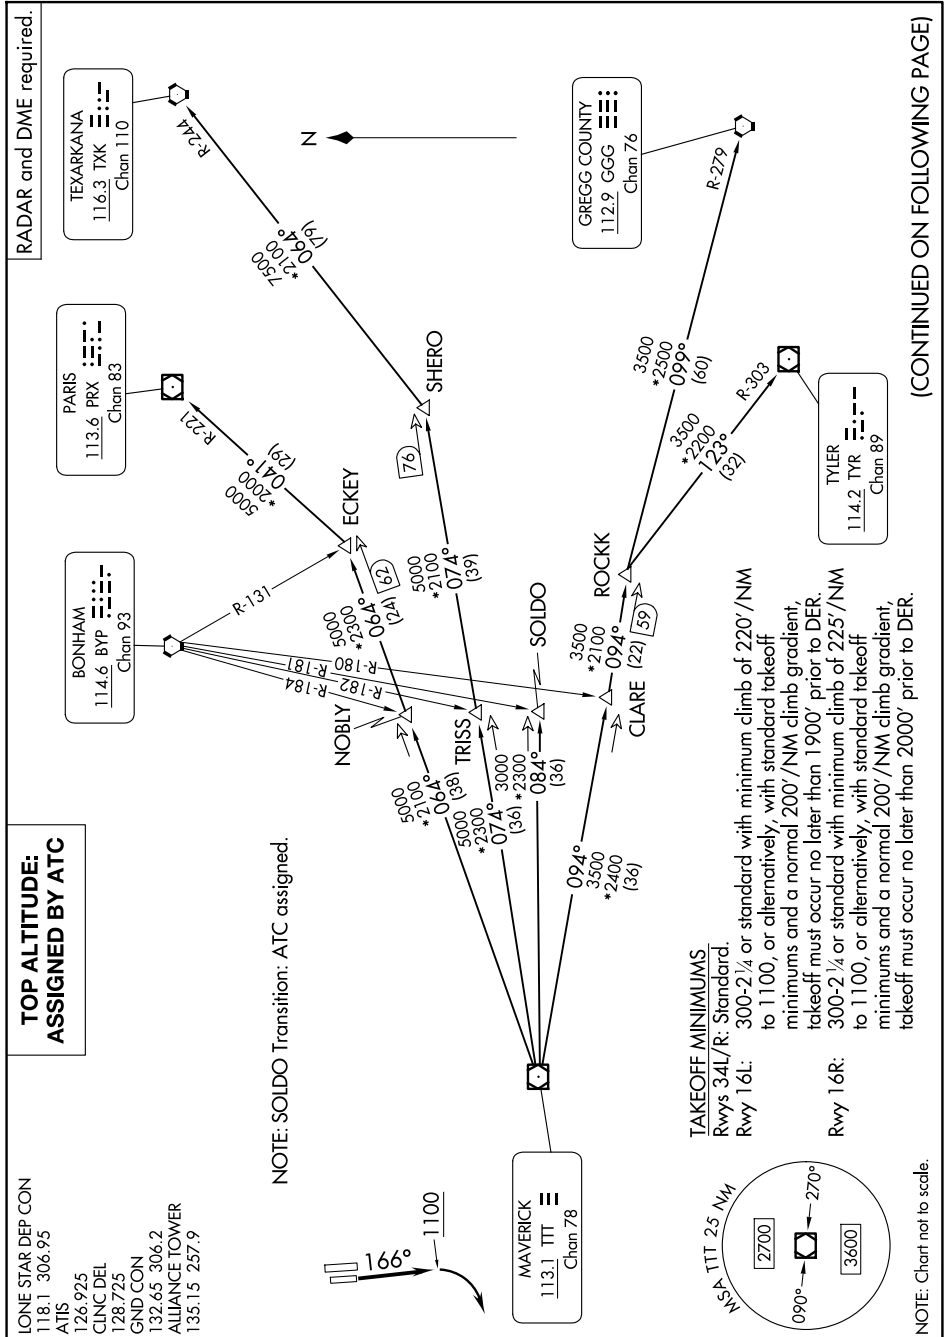 RADAR and DME required.
TOP ALTITUDE:
ASSIGNED BY ATC
LONE STAR DEP CON
118.1 306.95
ATIS
126.925
CLNC DEL
128.725
GND CON
132.65 306.2
ALLIANCE TOWER
135.15 257.9
BONHAM
114.6 BYP
Chan 93
PARIS
113.6 PRX
Chan 83
TEXARKANA
116.3 TXK
Chan 110
R-221
R-244
R-131
R-180
R-181
R-182
R-184
5000
*2000
041°
(29)
7500
*2100
064°
(79)
N
NOTE: SOLDO Transition: ATC assigned.
NOBLY
ECKEY
5000
*2300
064°
(24)
62
TRISS
SHERO
5000
*2100
074°
(39)
76
SOLDO
CLARE
ROCKK
3500
*2100
094°
(22)
59
5000
*2100
064°
(38)
5000
*2300
074°
(36)
3000
*2300
084°
(36)
094°
3500
*2400
(36)
3500
*2500
099°
(60)
R-279
3500
*2200
123°
(32)
R-303
GREGG COUNTY
112.9 GGG
Chan 76
TYLER
114.2 TYR
Chan 89
166°
1100
MAVERICK
113.1 TTT
Chan 78
MSA TTT 25 NM
2700
090°
270°
3600
TAKEOFF MINIMUMS
Rwys 34L/R: Standard.
Rwy 16L: 300-2¼ or standard with minimum climb of 220'/NM
to 1100, or alternatively, with standard takeoff
minimums and a normal 200'/NM climb gradient,
takeoff must occur no later than 1900' prior to DER.
Rwy 16R: 300-2¼ or standard with minimum climb of 225'/NM
to 1100, or alternatively, with standard takeoff
minimums and a normal 200'/NM climb gradient,
takeoff must occur no later than 2000' prior to DER.
NOTE: Chart not to scale.
(CONTINUED ON FOLLOWING PAGE)